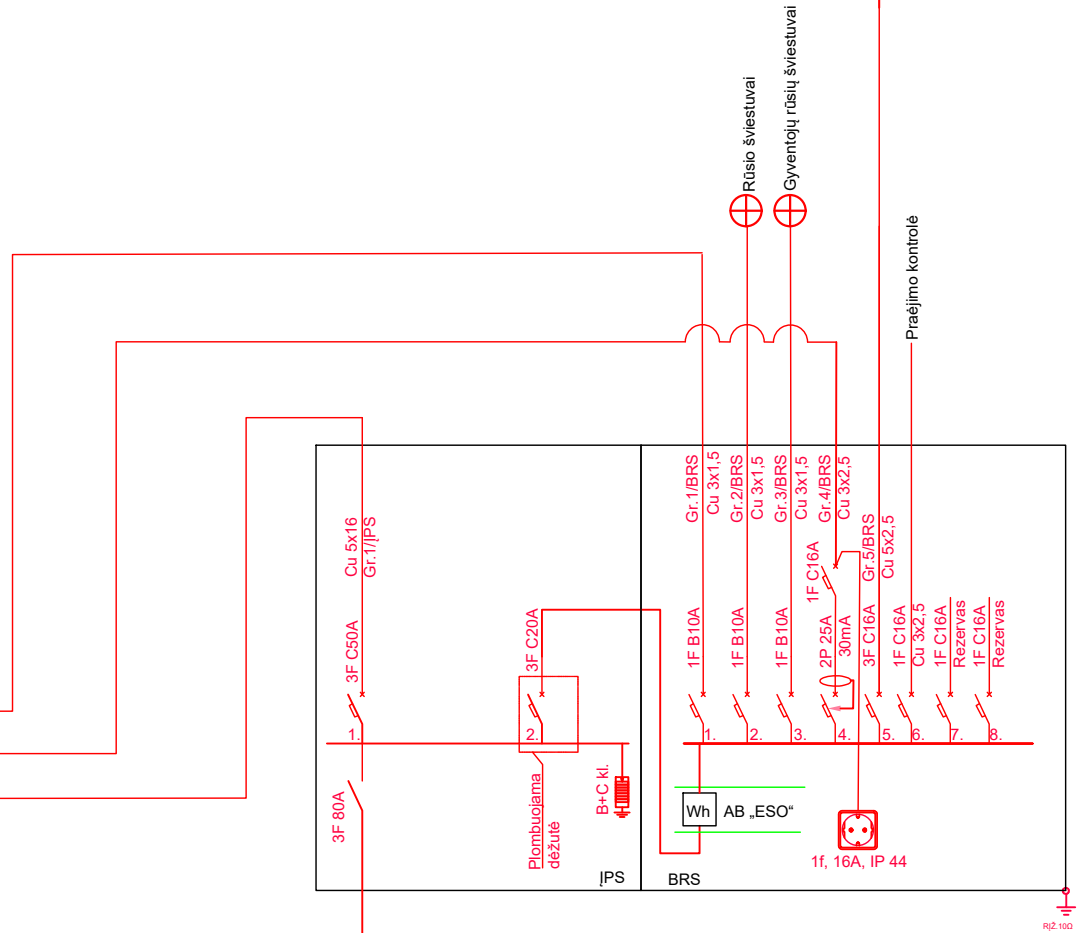 Rūsio šviestuvai
Gyventojų rūsių šviestuvai
Praėjimo kontrolė
Cu 5x16
Gr.1/ĮPS
3F C50A
1.
3F 80A
3F C20A
2.
Plombuojama
dėžutė
B+C kl.
ĮPS
Gr.1/BRS
Cu 3x1,5
Gr.2/BRS
Cu 3x1,5
Gr.3/BRS
Cu 3x1,5
Gr.4/BRS
Cu 3x2,5
Gr.5/BRS
Cu 5x2,5
1F B10A
1F B10A
1F B10A
1F C16A
2P 25A
30mA
3F C16A
1F C16A
Cu 3x2,5
1F C16A
Rezervas
1F C16A
Rezervas
1.
2.
3.
4.
5.
6.
7.
8.
Wh
AB „ESO“
1f, 16A, IP 44
BRS
RĮŽ.10Ω